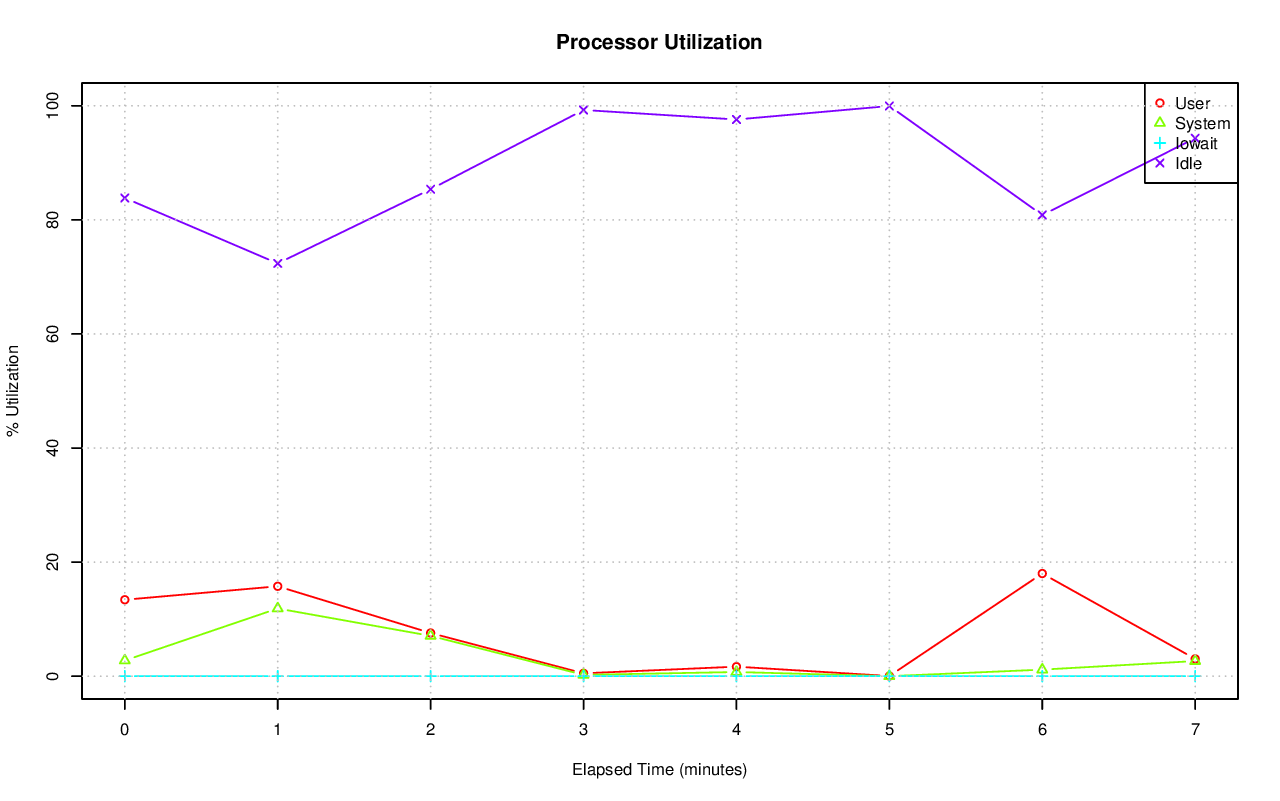 Processor Utilization
% Utilization
100
80
60
40
20
0
User
System
Iowait
Idle
0 1 2 3 4 5 6 7
Elapsed Time (minutes)